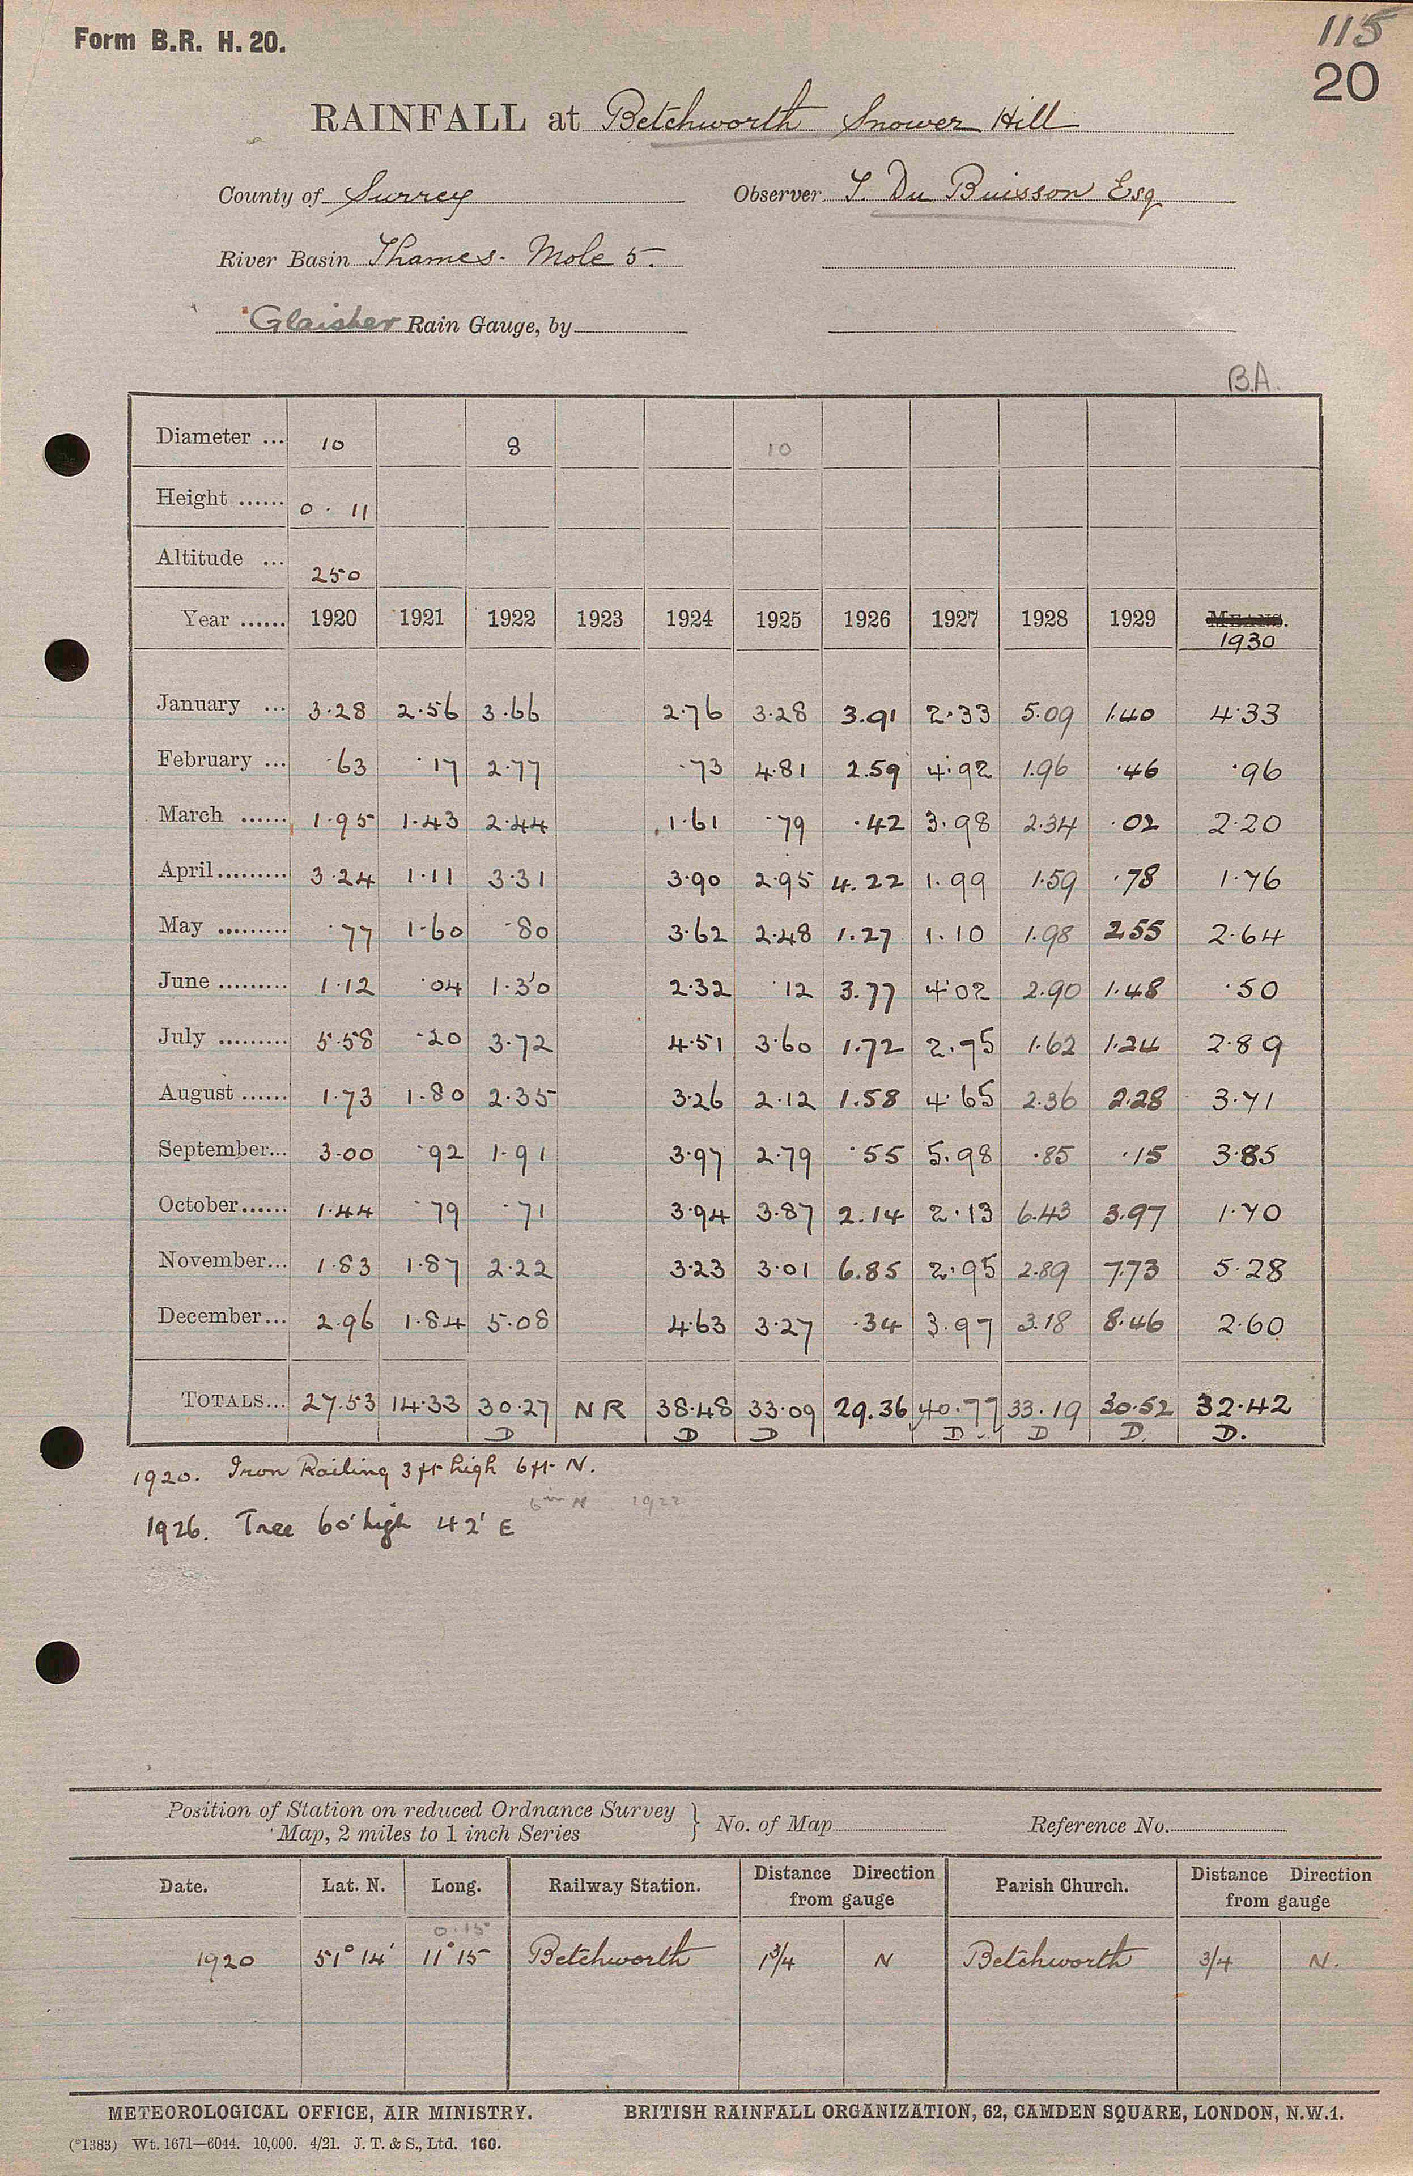 Form B.R. H. 20.
115
20
RAINFALL at Betchworth Snower Hill
County of Surrey Observer J. Du Buisson Esq
River Basin Thames - Mole 5.
Glaisher Rain Gauge, by
B.A.
Diameter ... 10 8 10
Height ...... 0 . 11
Altitude ... 250
Year ...... 1920 1921 1922 1923 1924 1925 1926 1927 1928 1929 MEANS.
1930
January ... 3.28 2.56 3.66 2.76 3.28 3.91 2.33 5.09 1.40 4.33
February ... .63 .17 2.77 .73 4.81 2.59 4.92 1.96 .46 .96
March ...... 1.95 1.43 2.44 1.61 .79 .42 3.98 2.34 .02 2.20
April ......... 3.24 1.11 3.31 3.90 2.95 4.22 1.99 1.59 .78 1.76
May ......... .77 1.60 .80 3.62 2.48 1.27 1.10 1.98 2.55 2.64
June ......... 1.12 .04 1.30 2.32 .12 3.77 4.02 2.90 1.48 .50
July ......... 5.58 .20 3.72 4.51 3.60 1.72 2.75 1.62 1.24 2.89
August ...... 1.73 1.80 2.35 3.26 2.12 1.58 4.65 2.36 2.28 3.71
September... 3.00 .92 1.91 3.97 2.79 .55 5.98 .85 .15 3.85
October...... 1.44 .79 .71 3.94 3.87 2.14 2.13 6.43 3.97 1.70
November... 1.83 1.87 2.22 3.23 3.01 6.85 2.95 2.89 7.73 5.28
December... 2.96 1.84 5.08 4.63 3.27 .34 3.97 3.18 8.46 2.60
TOTALS... 27.53 14.33 30.27 NR 38.48 33.09 29.36 40.77 33.19 30.52 32.42
D D D D D D. D.
1920. Iron Railing 3 ft high 6 ft N.
6 in N 1922
1926. Tree 60' high 42' E
Position of Station on reduced Ordnance Survey
Map, 2 miles to 1 inch Series } No. of Map Reference No.
Date. Lat. N. Long. Railway Station. Distance Direction from gauge Parish Church. Distance Direction from gauge
0.15
1920 51° 14' 11° 15 Betchworth 1 3/4 N Betchworth 3/4 N.
METEOROLOGICAL OFFICE, AIR MINISTRY. BRITISH RAINFALL ORGANIZATION, 62, CAMDEN SQUARE, LONDON, N.W.1.
(*1383) Wt. 1671—6044. 10,000. 4/21. J. T. & S., Ltd. 160.